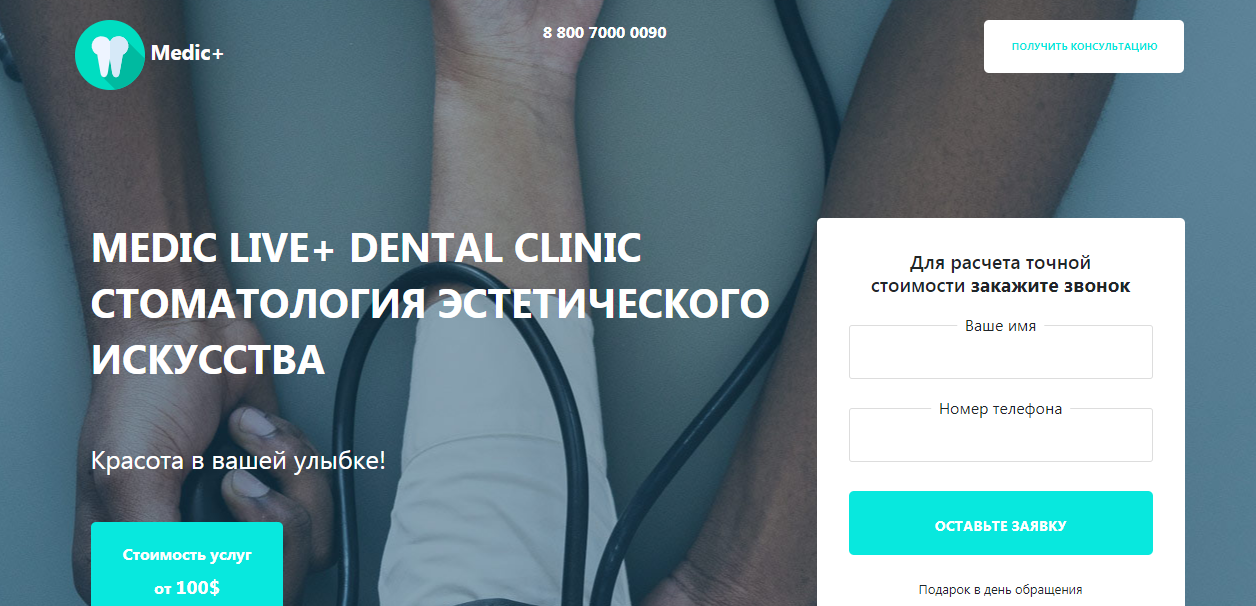 Medic+
8 800 7000 0090
ПОЛУЧИТЬ КОНСУЛЬТАЦИЮ
MEDIC LIVE+ DENTAL CLINIC
СТОМАТОЛОГИЯ ЭСТЕТИЧЕСКОГО
ИСКУССТВА
Красота в вашей улыбке!
Стоимость услуг
от 100$
Для расчета точной
стоимости закажите звонок
Ваше имя
Номер телефона
ОСТАВЬТЕ ЗАЯВКУ
Подарок в день обращения